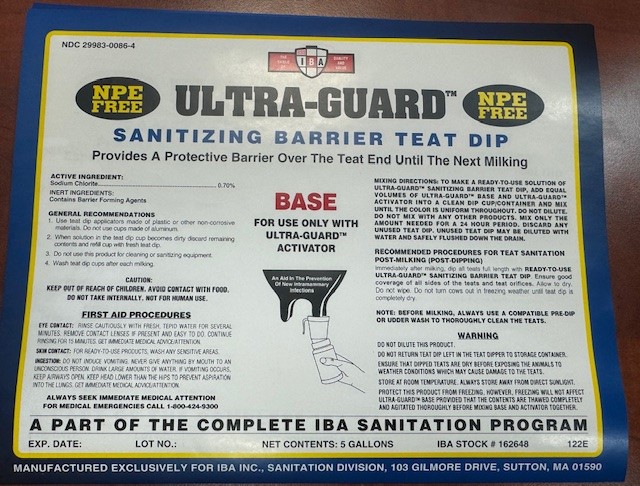 NDC 29983-0086-4
THE SHIELD OF
IBA
QUALITY AND VALUE
NPE FREE
ULTRA-GUARD™
NPE FREE
SANITIZING BARRIER TEAT DIP
Provides A Protective Barrier Over The Teat End Until The Next Milking
ACTIVE INGREDIENT:
Sodium Chlorite 0.70%
INERT INGREDIENTS:
Contains Barrier Forming Agents
GENERAL RECOMMENDATIONS
1. Use teat dip applicators made of plastic or other non-corrosive
materials. Do not use cups made of aluminum.
2. When solution in the teat dip cup becomes dirty discard remaining
contents and refill cup with fresh teat dip.
3. Do not use this product for cleaning or sanitizing equipment.
4. Wash teat dip cups after each milking.
CAUTION:
KEEP OUT OF REACH OF CHILDREN. AVOID CONTACT WITH FOOD.
DO NOT TAKE INTERNALLY. NOT FOR HUMAN USE.
FIRST AID PROCEDURES
EYE CONTACT: RINSE CAUTIOUSLY WITH FRESH, TEPID WATER FOR SEVERAL
MINUTES. REMOVE CONTACT LENSES IF PRESENT AND EASY TO DO. CONTINUE
RINSING FOR 15 MINUTES. GET IMMEDIATE MEDICAL ADVICE/ATTENTION.
SKIN CONTACT: FOR READY-TO-USE PRODUCTS, WASH ANY SENSITIVE AREAS.
INGESTION: DO NOT INDUCE VOMITING. NEVER GIVE ANYTHING BY MOUTH TO AN
UNCONSCIOUS PERSON. DRINK LARGE AMOUNTS OF WATER. IF VOMITING OCCURS,
KEEP AIRWAYS OPEN. KEEP HEAD LOWER THAN THE HIPS TO PREVENT ASPIRATION
INTO THE LUNGS. GET IMMEDIATE MEDICAL ADVICE/ATTENTION.
ALWAYS SEEK IMMEDIATE MEDICAL ATTENTION
FOR MEDICAL EMERGENCIES CALL 1-800-424-9300
BASE
FOR USE ONLY WITH
ULTRA-GUARD™
ACTIVATOR
An Aid In The Prevention
Of New Intramammary
Infections
MIXING DIRECTIONS: TO MAKE A READY-TO-USE SOLUTION OF
ULTRA-GUARD™ SANITIZING BARRIER TEAT DIP, ADD EQUAL
VOLUMES OF ULTRA-GUARD™ BASE AND ULTRA-GUARD™
ACTIVATOR INTO A CLEAN DIP CUP/CONTAINER AND MIX
UNTIL THE COLOR IS UNIFORM THROUGHOUT. DO NOT DILUTE.
DO NOT MIX WITH ANY OTHER PRODUCTS. MIX ONLY THE
AMOUNT NEEDED FOR A 24 HOUR PERIOD. DISCARD ANY
UNUSED TEAT DIP. UNUSED TEAT DIP MAY BE DILUTED WITH
WATER AND SAFELY FLUSHED DOWN THE DRAIN.
RECOMMENDED PROCEDURES FOR TEAT SANITATION
POST-MILKING (POST-DIPPING)
Immediately after milking, dip all teats full length with READY-TO-USE
ULTRA-GUARD™ SANITIZING BARRIER TEAT DIP. Ensure good
coverage of all sides of the teats and teat orifices. Allow to dry.
Do not wipe. Do not turn cows out in freezing weather until teat dip is
completely dry.
NOTE: BEFORE MILKING, ALWAYS USE A COMPATIBLE PRE-DIP
OR UDDER WASH TO THOROUGHLY CLEAN THE TEATS.
WARNING
DO NOT DILUTE THIS PRODUCT.
DO NOT RETURN TEAT DIP LEFT IN THE TEAT DIPPER TO STORAGE CONTAINER.
ENSURE THAT DIPPED TEATS ARE DRY BEFORE EXPOSING THE ANIMALS TO
WEATHER CONDITIONS WHICH MAY CAUSE DAMAGE TO THE TEATS.
STORE AT ROOM TEMPERATURE. ALWAYS STORE AWAY FROM DIRECT SUNLIGHT.
PROTECT THIS PRODUCT FROM FREEZING. HOWEVER, FREEZING WILL NOT AFFECT
ULTRA-GUARD™ BASE PROVIDED THAT THE CONTENTS ARE THAWED COMPLETELY
AND AGITATED THOROUGHLY BEFORE MIXING BASE AND ACTIVATOR TOGETHER.
A PART OF THE COMPLETE IBA SANITATION PROGRAM
EXP. DATE: LOT NO.: NET CONTENTS: 5 GALLONS IBA STOCK # 162648 122E
MANUFACTURED EXCLUSIVELY FOR IBA INC., SANITATION DIVISION, 103 GILMORE DRIVE, SUTTON, MA 01590